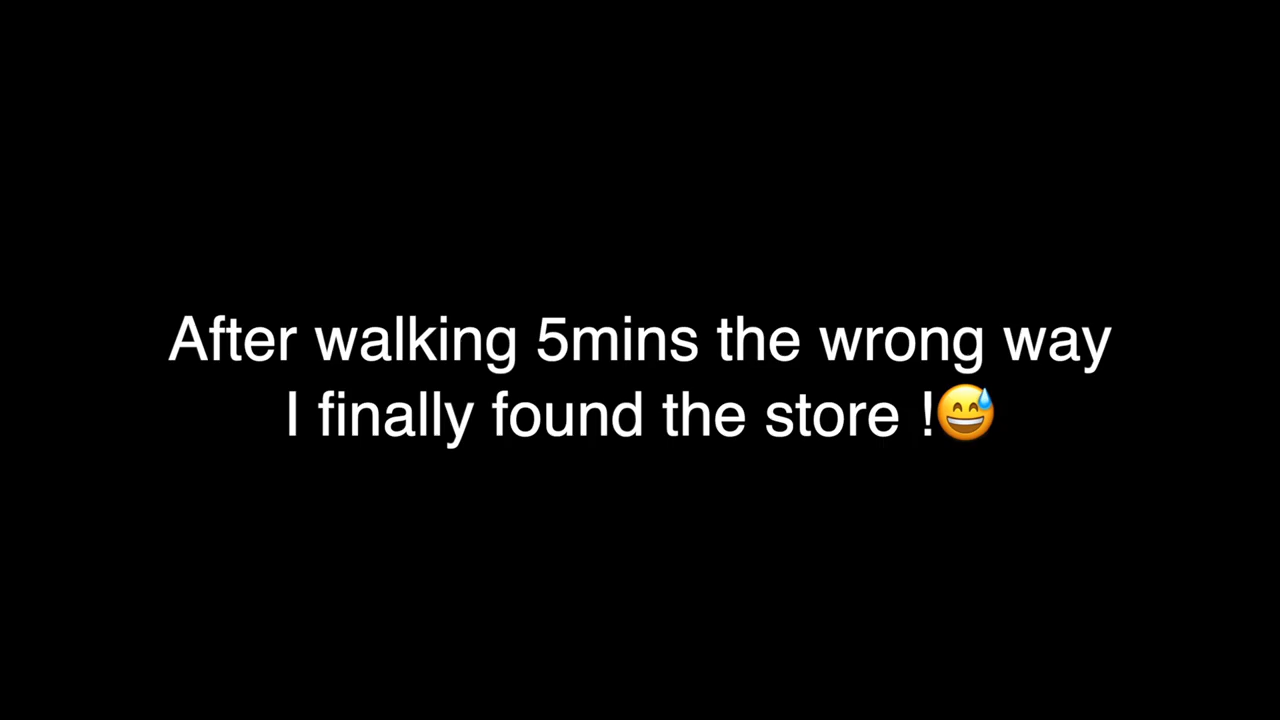 After walking 5mins the wrong way
I finally found the store !😅